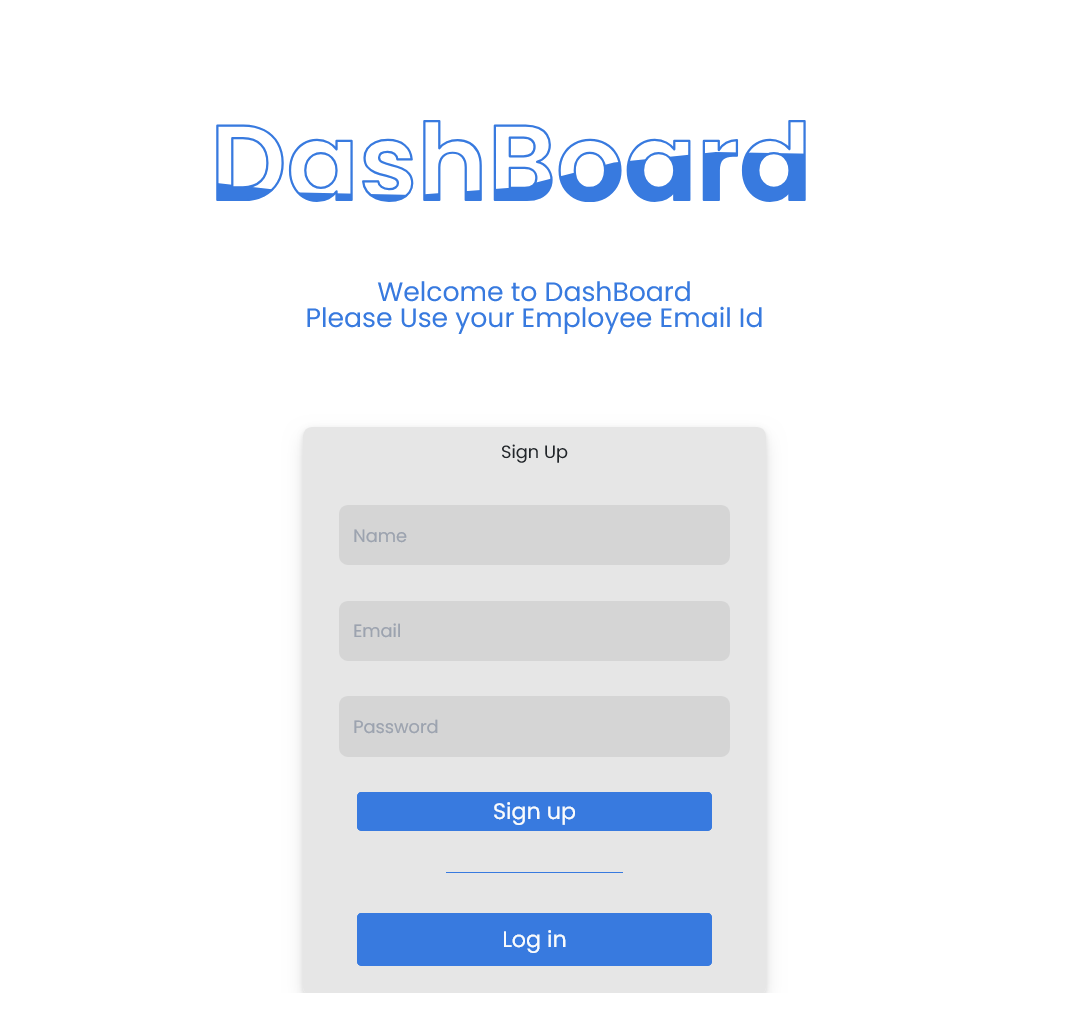 DashBoard
Welcome to DashBoard
Please Use your Employee Email Id
Sign Up
Name
Email
Password
Sign up
Log in